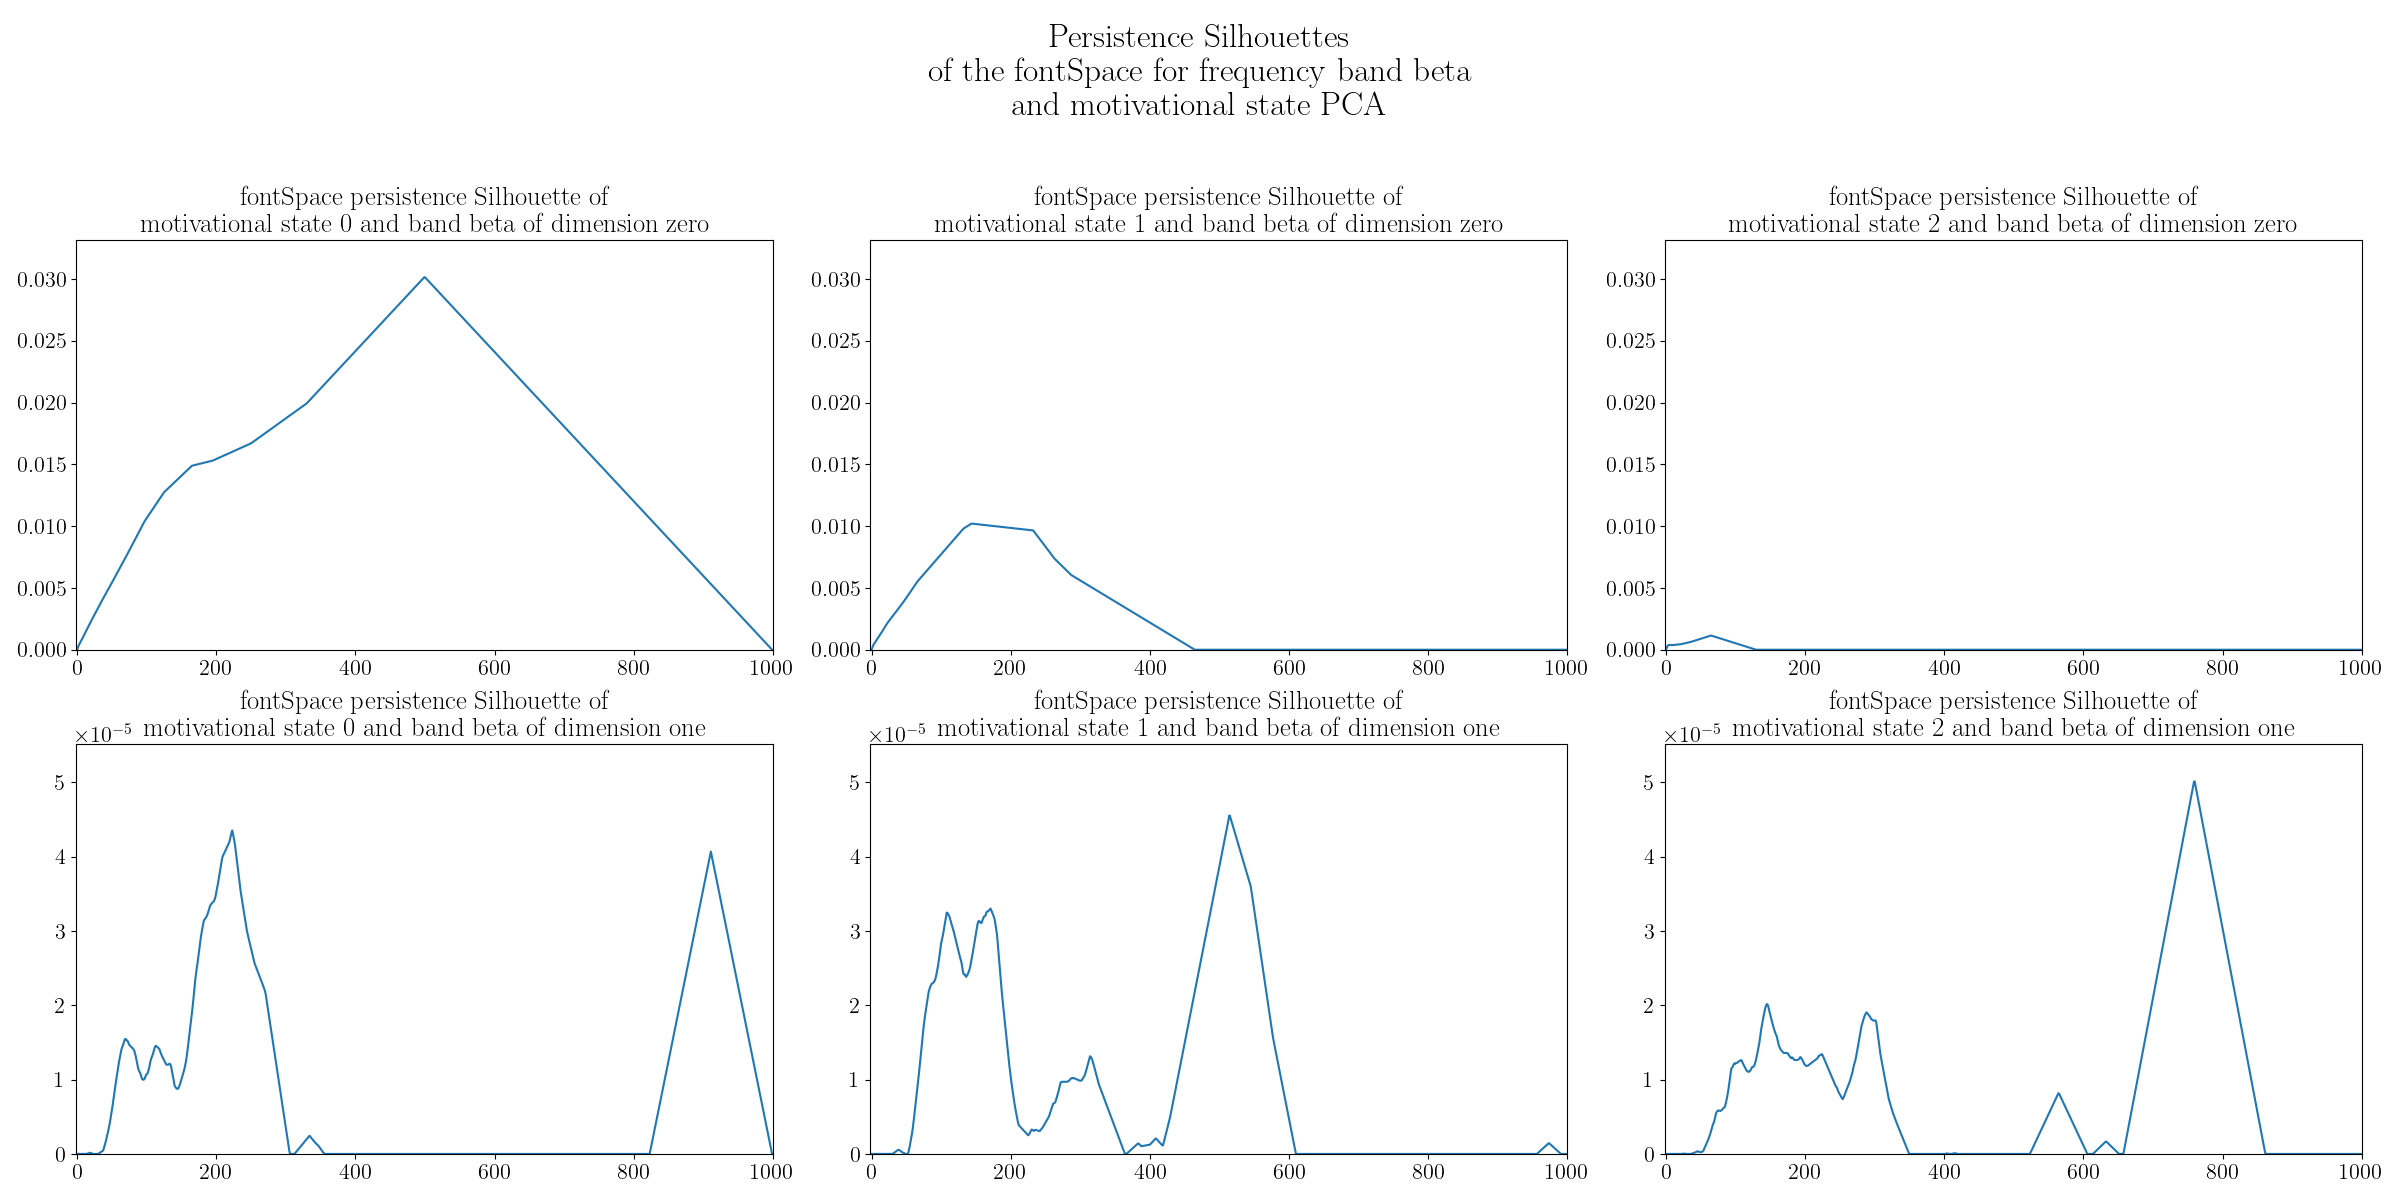 Persistence Silhouettes
of the fontSpace for frequency band beta
and motivational state PCA
fontSpace persistence Silhouette of
motivational state 0 and band beta of dimension zero
0.030
0.025
0.020
0.015
0.010
0.005
0.000
0 200 400 600 800 1000
fontSpace persistence Silhouette of
motivational state 1 and band beta of dimension zero
0.030
0.025
0.020
0.015
0.010
0.005
0.000
0 200 400 600 800 1000
fontSpace persistence Silhouette of
motivational state 2 and band beta of dimension zero
0.030
0.025
0.020
0.015
0.010
0.005
0.000
0 200 400 600 800 1000
fontSpace persistence Silhouette of
motivational state 0 and band beta of dimension one
×10⁻⁵
5
4
3
2
1
0
0 200 400 600 800 1000
fontSpace persistence Silhouette of
motivational state 1 and band beta of dimension one
×10⁻⁵
5
4
3
2
1
0
0 200 400 600 800 1000
fontSpace persistence Silhouette of
motivational state 2 and band beta of dimension one
×10⁻⁵
5
4
3
2
1
0
0 200 400 600 800 1000